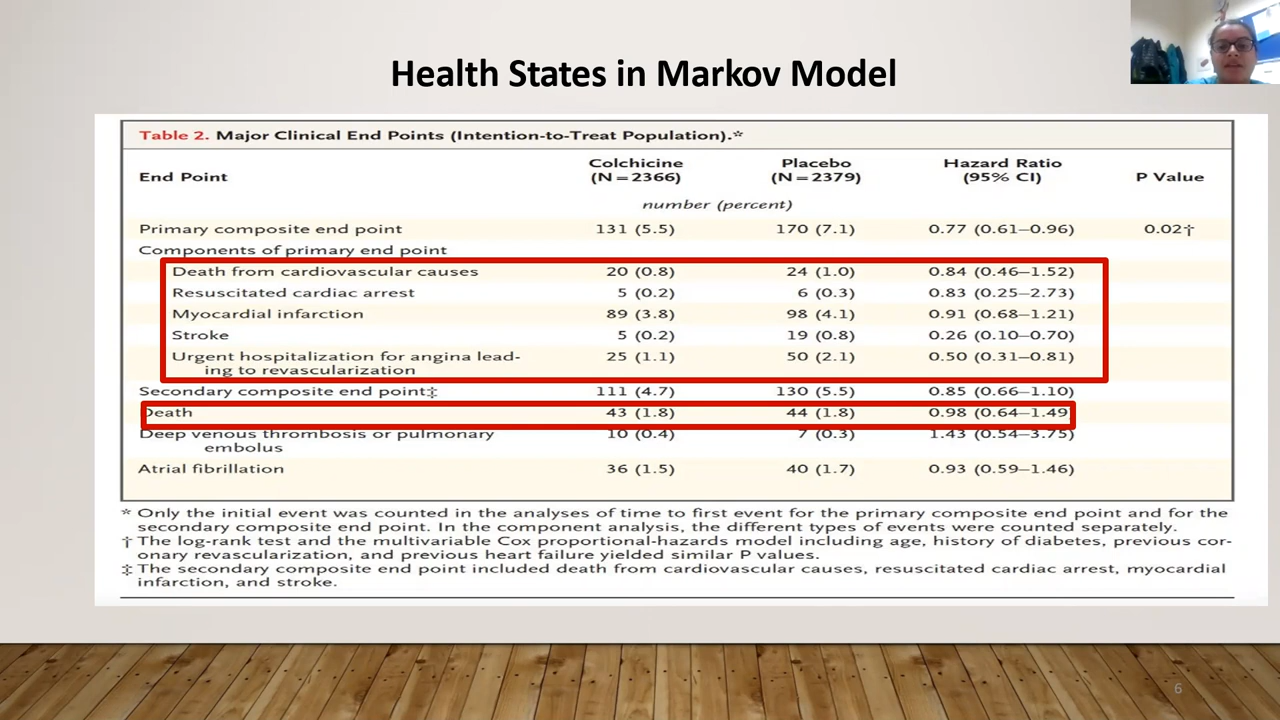 Health States in Markov Model
Table 2. Major Clinical End Points (Intention-to-Treat Population).*
End Point Colchicine (N=2366) Placebo (N=2379) Hazard Ratio (95% CI) P Value
number (percent)
Primary composite end point 131 (5.5) 170 (7.1) 0.77 (0.61–0.96) 0.02†
Components of primary end point
Death from cardiovascular causes 20 (0.8) 24 (1.0) 0.84 (0.46–1.52)
Resuscitated cardiac arrest 5 (0.2) 6 (0.3) 0.83 (0.25–2.73)
Myocardial infarction 89 (3.8) 98 (4.1) 0.91 (0.68–1.21)
Stroke 5 (0.2) 19 (0.8) 0.26 (0.10–0.70)
Urgent hospitalization for angina lead- 25 (1.1) 50 (2.1) 0.50 (0.31–0.81)
ing to revascularization
Secondary composite end point‡ 111 (4.7) 130 (5.5) 0.85 (0.66–1.10)
Death 43 (1.8) 44 (1.8) 0.98 (0.64–1.49)
Deep venous thrombosis or pulmonary 10 (0.4) 7 (0.3) 1.43 (0.54–3.75)
embolus
Atrial fibrillation 36 (1.5) 40 (1.7) 0.93 (0.59–1.46)
* Only the initial event was counted in the analyses of time to first event for the primary composite end point and for the
secondary composite end point. In the component analysis, the different types of events were counted separately.
† The log-rank test and the multivariable Cox proportional-hazards model including age, history of diabetes, previous cor-
onary revascularization, and previous heart failure yielded similar P values.
‡ The secondary composite end point included death from cardiovascular causes, resuscitated cardiac arrest, myocardial
infarction, and stroke.
6